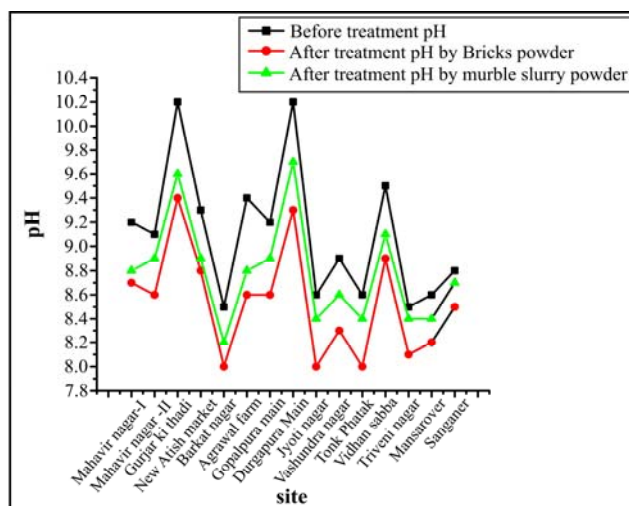 Before treatment pH
After treatment pH by Bricks powder
After treatment pH by murble slurry powder
10.4
10.2
10.0
9.8
9.6
9.4
9.2
9.0
8.8
8.6
8.4
8.2
8.0
7.8
pH
Mahavir nagar-I
Mahavir nagar -II
Gurjar ki thadi
New Atish market
Barkat nagar
Agrawal farm
Gopalpura main
Durgapura Main
Jyoti nagar
Vashundra nagar
Tonk Phatak
Vidhan sabba
Triveni nagar
Mansarover
Sanganer
site